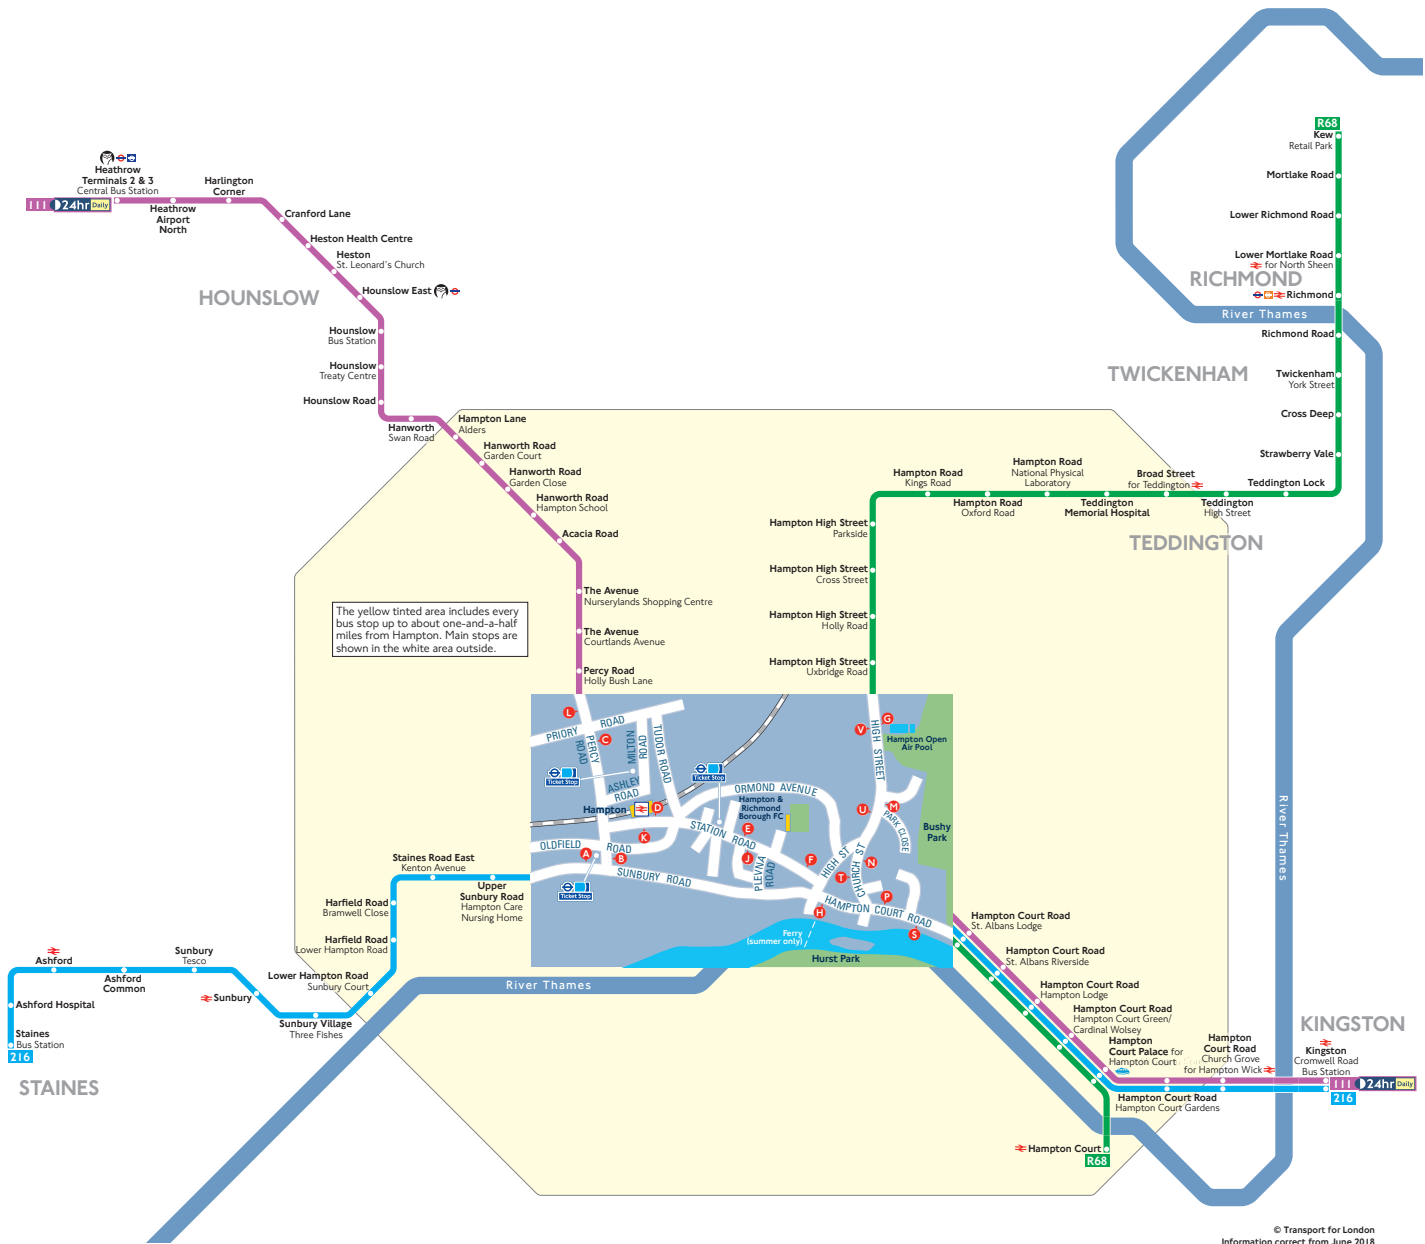 R68
Kew
Retail Park
Mortlake Road
Lower Richmond Road
Lower Mortlake Road
for North Sheen
RICHMOND
Richmond
River Thames
Richmond Road
TWICKENHAM
Twickenham
York Street
Cross Deep
Strawberry Vale
Teddington Lock
Teddington
High Street
Broad Street
for Teddington
TEDDINGTON
Teddington
Memorial Hospital
Hampton Road
National Physical
Laboratory
Hampton Road
Oxford Road
Hampton Road
Kings Road
Hampton High Street
Parkside
Hampton High Street
Cross Street
Hampton High Street
Holly Road
Hampton High Street
Uxbridge Road
Heathrow
Terminals 2 & 3
Central Bus Station
111
24hr
Daily
Heathrow
Airport
North
Harlington
Corner
Cranford Lane
Heston Health Centre
Heston
St. Leonard's Church
Hounslow East
HOUNSLOW
Hounslow
Bus Station
Hounslow
Treaty Centre
Hounslow Road
Hanworth
Swan Road
Hampton Lane
Alders
Hanworth Road
Garden Court
Hanworth Road
Garden Close
Hanworth Road
Hampton School
Acacia Road
The Avenue
Nurserylands Shopping Centre
The Avenue
Courtlands Avenue
Percy Road
Holly Bush Lane
The yellow tinted area includes every
bus stop up to about one-and-a-half
miles from Hampton. Main stops are
shown in the white area outside.
L
PRIORY
ROAD
C
PERCY
ROAD
MILTON
ROAD
TUDOR ROAD
Ticket Stop
ASHLEY
ROAD
Hampton
D
Ticket Stop
K
OLDFIELD
ROAD
A
B
Ticket Stop
SUNBURY ROAD
STATION ROAD
ORMOND AVENUE
Hampton &
Richmond
Borough FC
E
J
PLEVNA
ROAD
F
HIGH ST
T
CHURCH ST
N
P
H
S
HAMPTON COURT ROAD
V
G
HIGH STREET
Hampton Open
Air Pool
U
M
PARK CLOSE
Bushy
Park
Ferry
(summer only)
Hurst Park
Staines Road East
Kenton Avenue
Upper
Sunbury Road
Hampton Care
Nursing Home
Harfield Road
Bramwell Close
Harfield Road
Lower Hampton Road
Lower Hampton Road
Sunbury Court
Sunbury Village
Three Fishes
Sunbury
Sunbury
Tesco
Ashford
Common
Ashford
Ashford Hospital
Staines
Bus Station
216
STAINES
River Thames
Hampton Court Road
St. Albans Lodge
Hampton Court Road
St. Albans Riverside
Hampton Court Road
Hampton Lodge
Hampton Court Road
Hampton Court Green/
Cardinal Wolsey
Hampton
Court Palace for
Hampton Court
Hampton
Court Road
Church Grove
for Hampton Wick
Hampton Court Road
Hampton Court Gardens
Hampton Court
R68
River Thames
KINGSTON
Kingston
Cromwell Road
Bus Station
111
24hr
Daily
216
© Transport for London
Information correct from June 2018